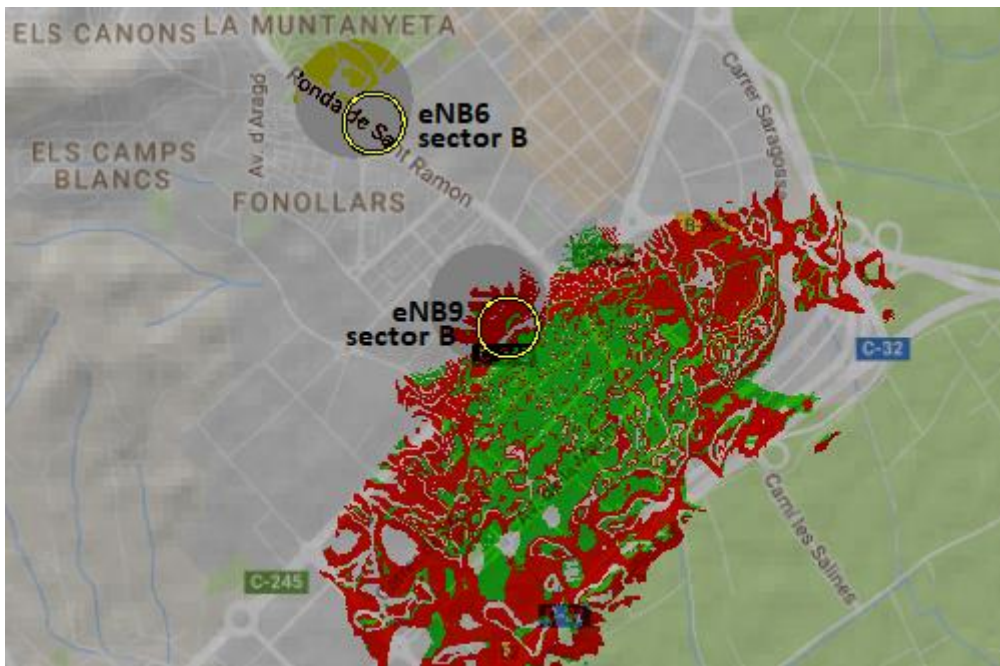 ELS CANONS
LA MUNTANYETA
Av. d'Aragó
Ronda de Sant Ramon
eNB6
sector B
Carrer Saragoss
ELS CAMPS
BLANCS
FONOLLARS
eNB9
sector B
C-32
Camí les Salines
C-245